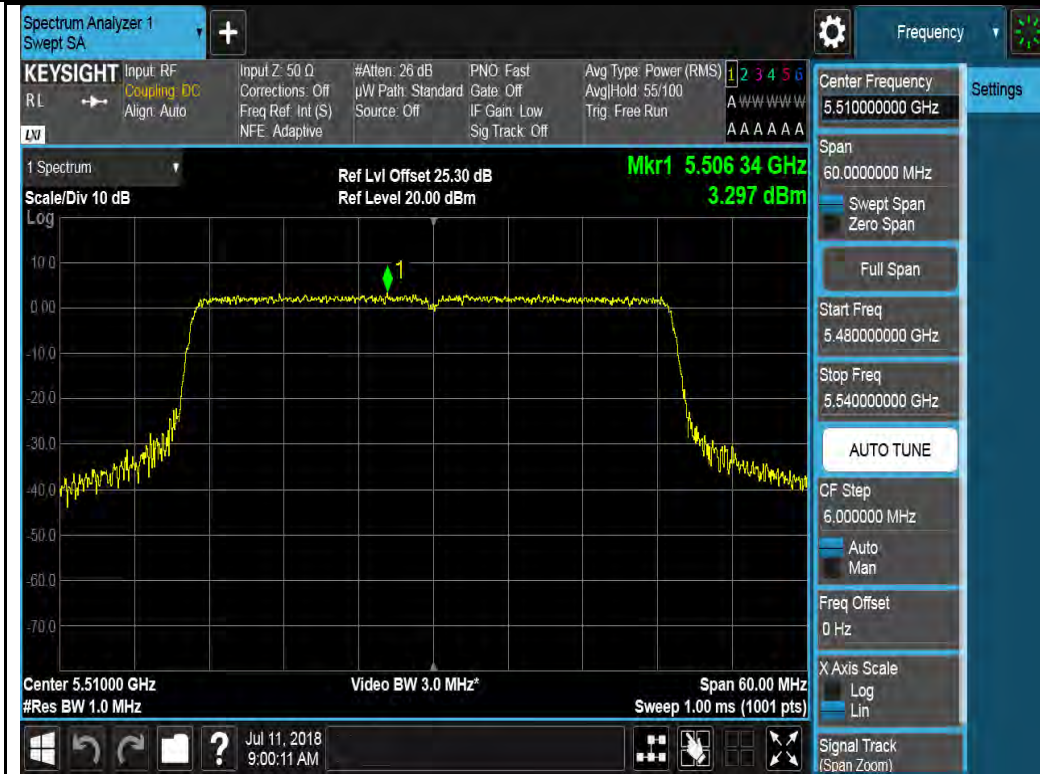 Spectrum Analyzer 1
Swept SA
+
Frequency
KEYSIGHT
RL
LXI
Input: RF
Coupling: DC
Align: Auto
Input Z: 50 Ω
Corrections: Off
Freq Ref: Int (S)
NFE: Adaptive
#Atten: 26 dB
µW Path: Standard
Source: Off
PNO: Fast
Gate: Off
IF Gain: Low
Sig Track: Off
Avg Type: Power (RMS)
Avg|Hold: 55/100
Trig: Free Run
1 2 3 4 5 6
A W W W W W
A A A A A A
1 Spectrum
Scale/Div 10 dB
Ref Lvl Offset 25.30 dB
Ref Level 20.00 dBm
Mkr1 5.506 34 GHz
3.297 dBm
Log
10.0
0.00
-10.0
-20.0
-30.0
-40.0
-50.0
-60.0
-70.0
1
Center 5.51000 GHz
#Res BW 1.0 MHz
Video BW 3.0 MHz*
Span 60.00 MHz
Sweep 1.00 ms (1001 pts)
?
Jul 11, 2018
9:00:11 AM
Center Frequency
5.510000000 GHz
Span
60.0000000 MHz
Swept Span
Zero Span
Full Span
Start Freq
5.480000000 GHz
Stop Freq
5.540000000 GHz
AUTO TUNE
CF Step
6.000000 MHz
Auto
Man
Freq Offset
0 Hz
X Axis Scale
Log
Lin
Signal Track
(Span Zoom)
Settings